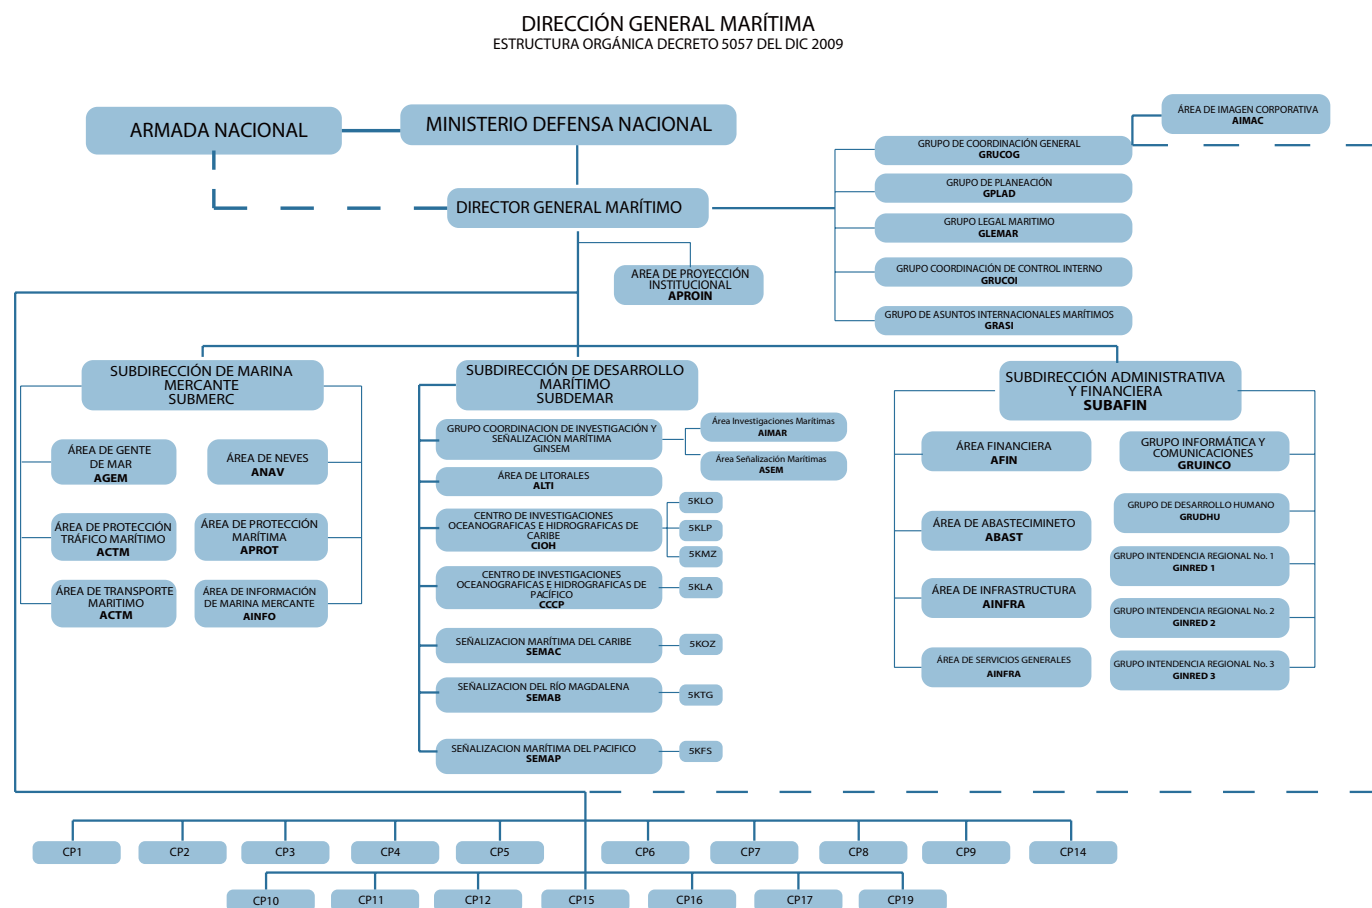 DIRECCIÓN GENERAL MARÍTIMA
ESTRUCTURA ORGÁNICA DECRETO 5057 DEL DIC 2009
ARMADA NACIONAL
MINISTERIO DEFENSA NACIONAL
DIRECTOR GENERAL MARÍTIMO
ÁREA DE IMAGEN CORPORATIVA
AIMAC
GRUPO DE COORDINACIÓN GENERAL
GRUCOG
GRUPO DE PLANEACIÓN
GPLAD
GRUPO LEGAL MARITIMO
GLEMAR
GRUPO COORDINACIÓN DE CONTROL INTERNO
GRUCOI
GRUPO DE ASUNTOS INTERNACIONALES MARÍTIMOS
GRASI
AREA DE PROYECCIÓN
INSTITUCIONAL
APROIN
SUBDIRECCIÓN DE MARINA
MERCANTE
SUBMERC
ÁREA DE GENTE
DE MAR
AGEM
ÁREA DE NEVES
ANAV
ÁREA DE PROTECCIÓN
TRÁFICO MARÍTIMO
ACTM
ÁREA DE PROTECCIÓN
MARÍTIMA
APROT
ÁREA DE TRANSPORTE
MARITIMO
ACTM
ÁREA DE INFORMACIÓN
DE MARINA MERCANTE
AINFO
SUBDIRECCIÓN DE DESARROLLO
MARÍTIMO
SUBDEMAR
GRUPO COORDINACION DE INVESTIGACIÓN Y
SEÑALIZACIÓN MARÍTIMA
GINSEM
Área Investigaciones Marítimas
AIMAR
Área Señalización Marítimas
ASEM
ÁREA DE LITORALES
ALTI
CENTRO DE INVESTIGACIONES
OCEANOGRAFICAS E HIDROGRAFICAS DE
CARIBE
CIOH
5KLO
5KLP
5KMZ
CENTRO DE INVESTIGACIONES
OCEANOGRÁFICAS E HIDROGRAFICAS DE
PACÍFICO
CCCP
5KLA
SEÑALIZACION MARÍTIMA DEL CARIBE
SEMAC
5KOZ
SEÑALIZACION DEL RÍO MAGDALENA
SEMAB
5KTG
SEÑALIZACION MARÍTIMA DEL PACIFICO
SEMAP
5KFS
SUBDIRECCIÓN ADMINISTRATIVA
Y FINANCIERA
SUBAFIN
ÁREA FINANCIERA
AFIN
ÁREA DE ABASTECIMINETO
ABAST
ÁREA DE INFRASTRUCTURA
AINFRA
ÁREA DE SERVICIOS GENERALES
AINFRA
GRUPO INFORMÁTICA Y
COMUNICACIONES
GRUINCO
GRUPO DE DESARROLLO HUMANO
GRUDHU
GRUPO INTENDENCIA REGIONAL No. 1
GINRED 1
GRUPO INTENDENCIA REGIONAL No. 2
GINRED 2
GRUPO INTENDENCIA REGIONAL No. 3
GINRED 3
CP1
CP2
CP3
CP4
CP5
CP6
CP7
CP8
CP9
CP14
CP10
CP11
CP12
CP15
CP16
CP17
CP19